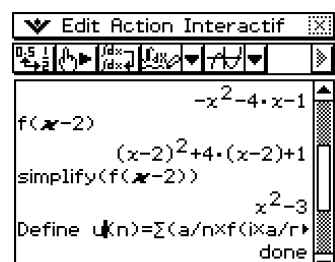 Edit Action Interactif
-x²-4·x-1
f(x-2)
(x-2)²+4·(x-2)+1
simplify(f(x-2))
x²-3
Define u(n)=Σ(a/n×f(i×a/n
done